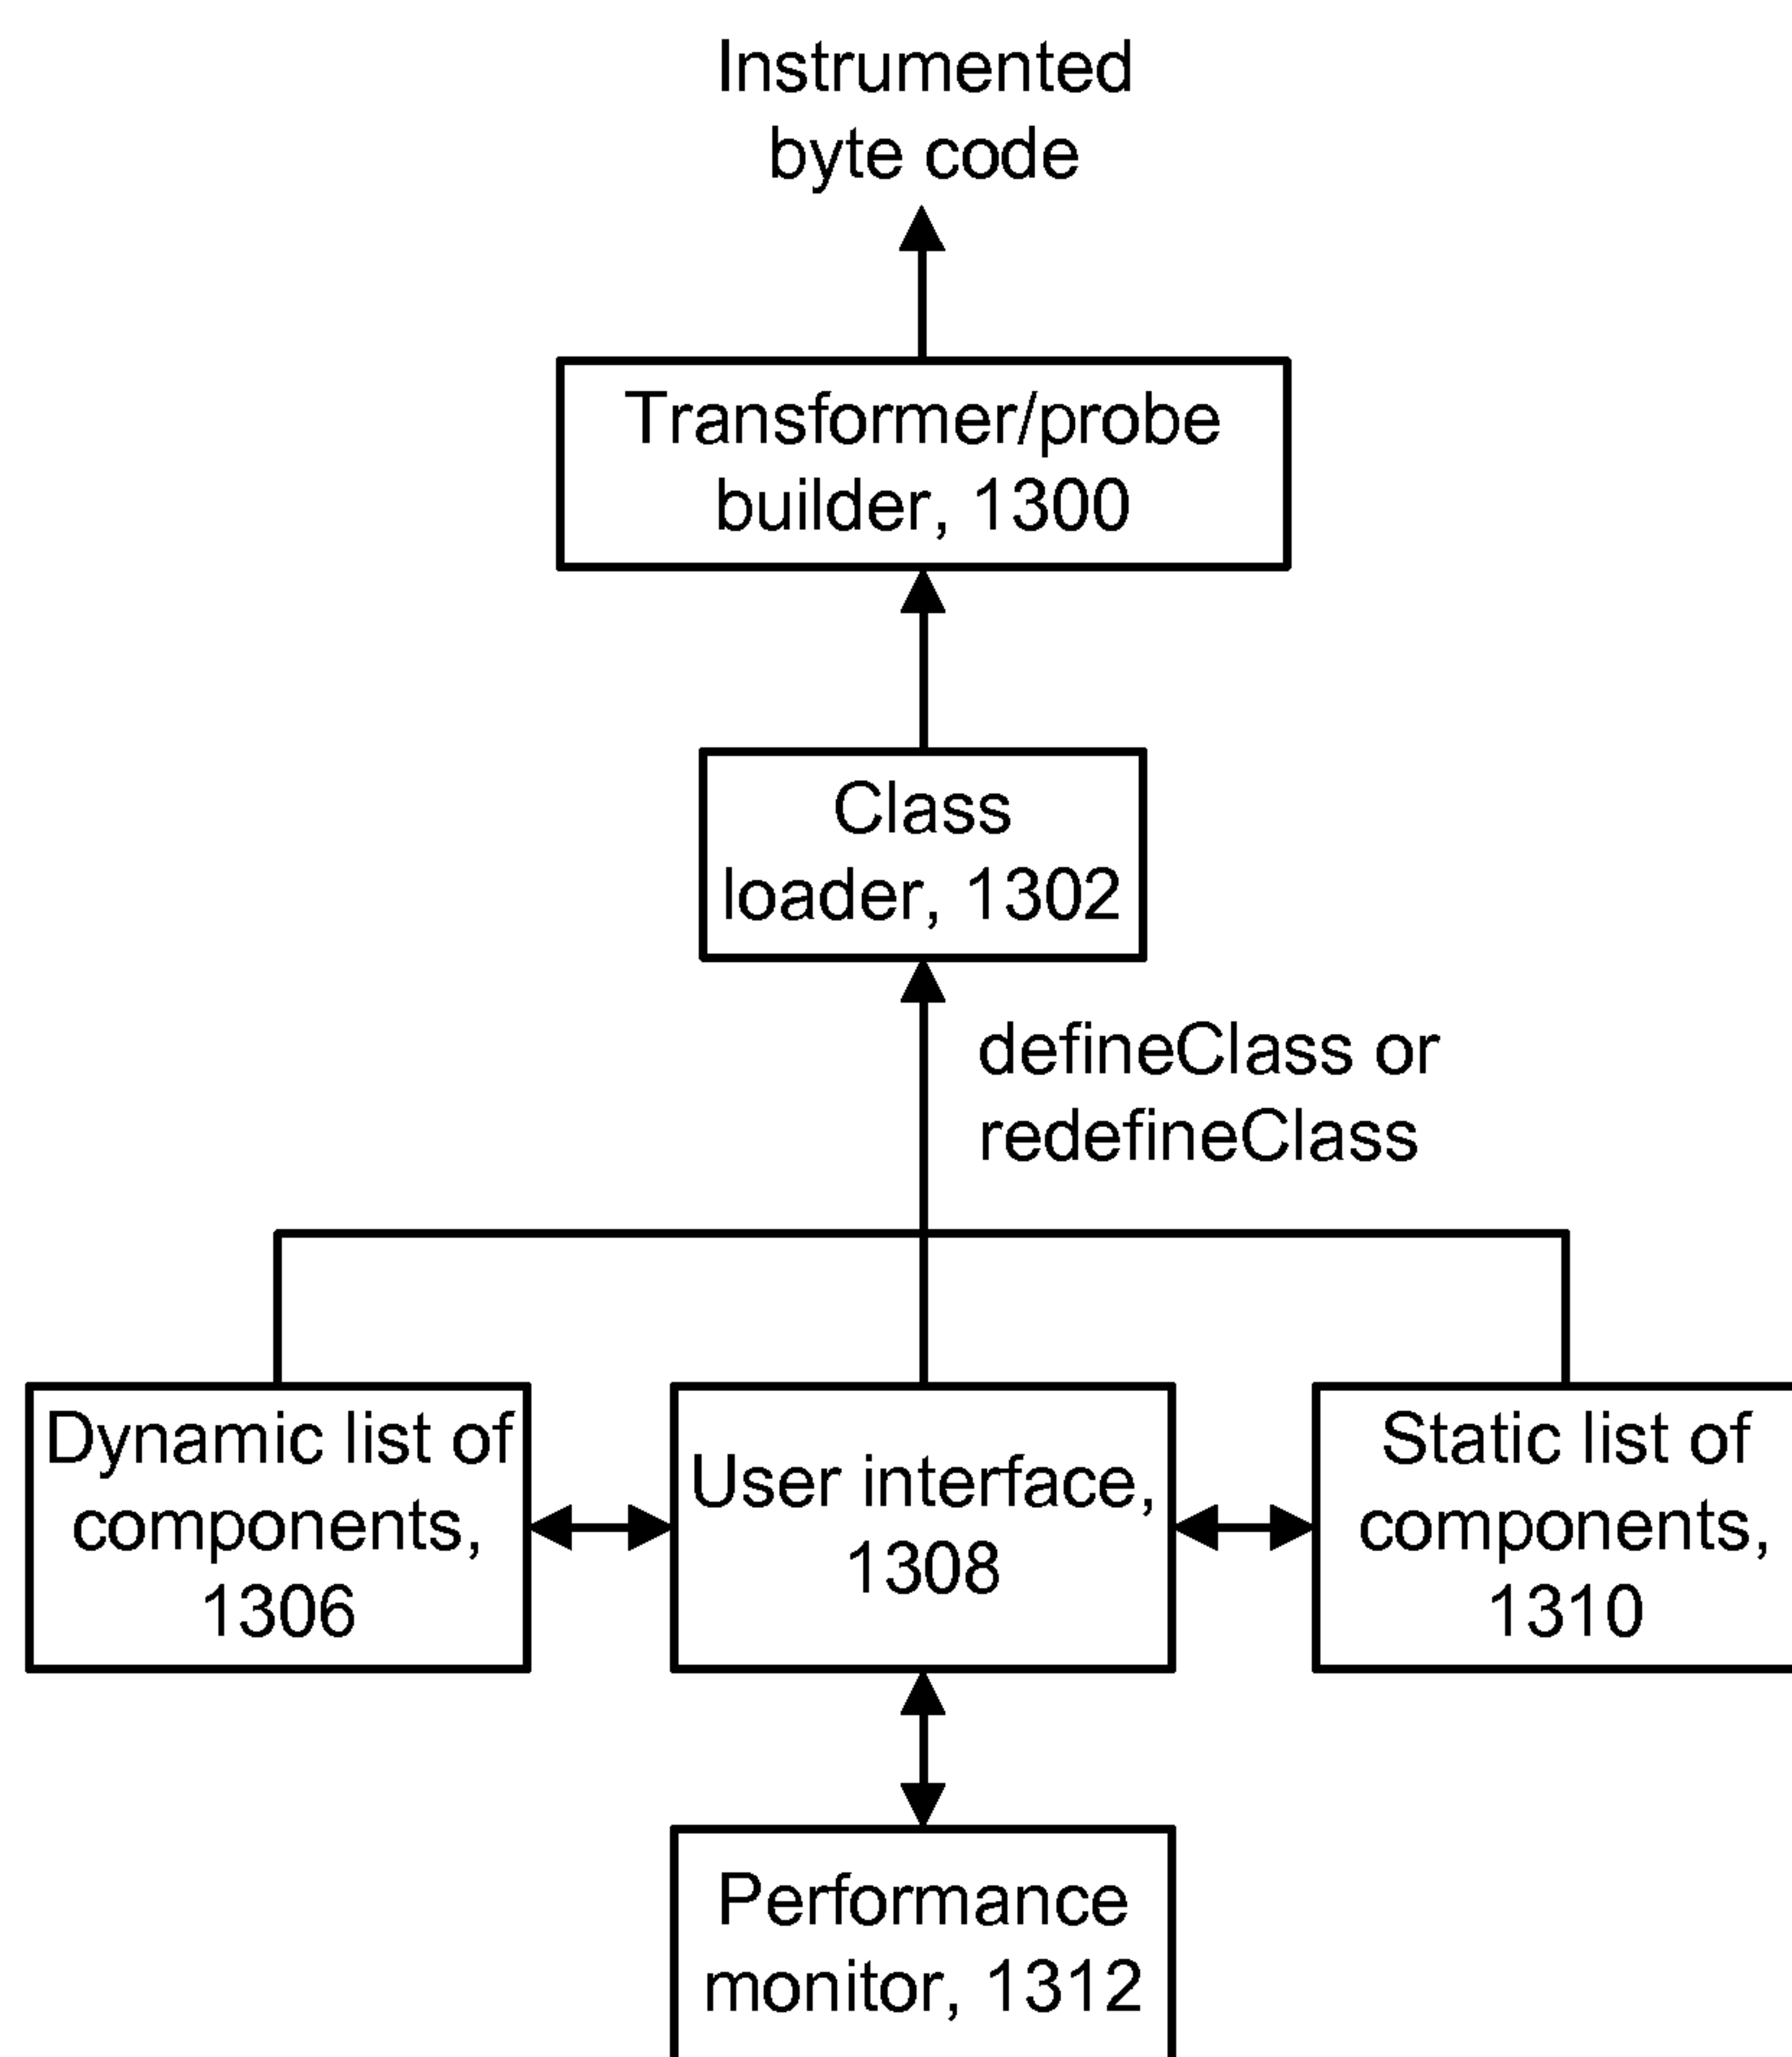 Instrumented
byte code
Transformer/probe
builder, 1300
Class
loader, 1302
defineClass or
redefineClass
Dynamic list of
components,
1306
User interface,
1308
Static list of
components,
1310
Performance
monitor, 1312